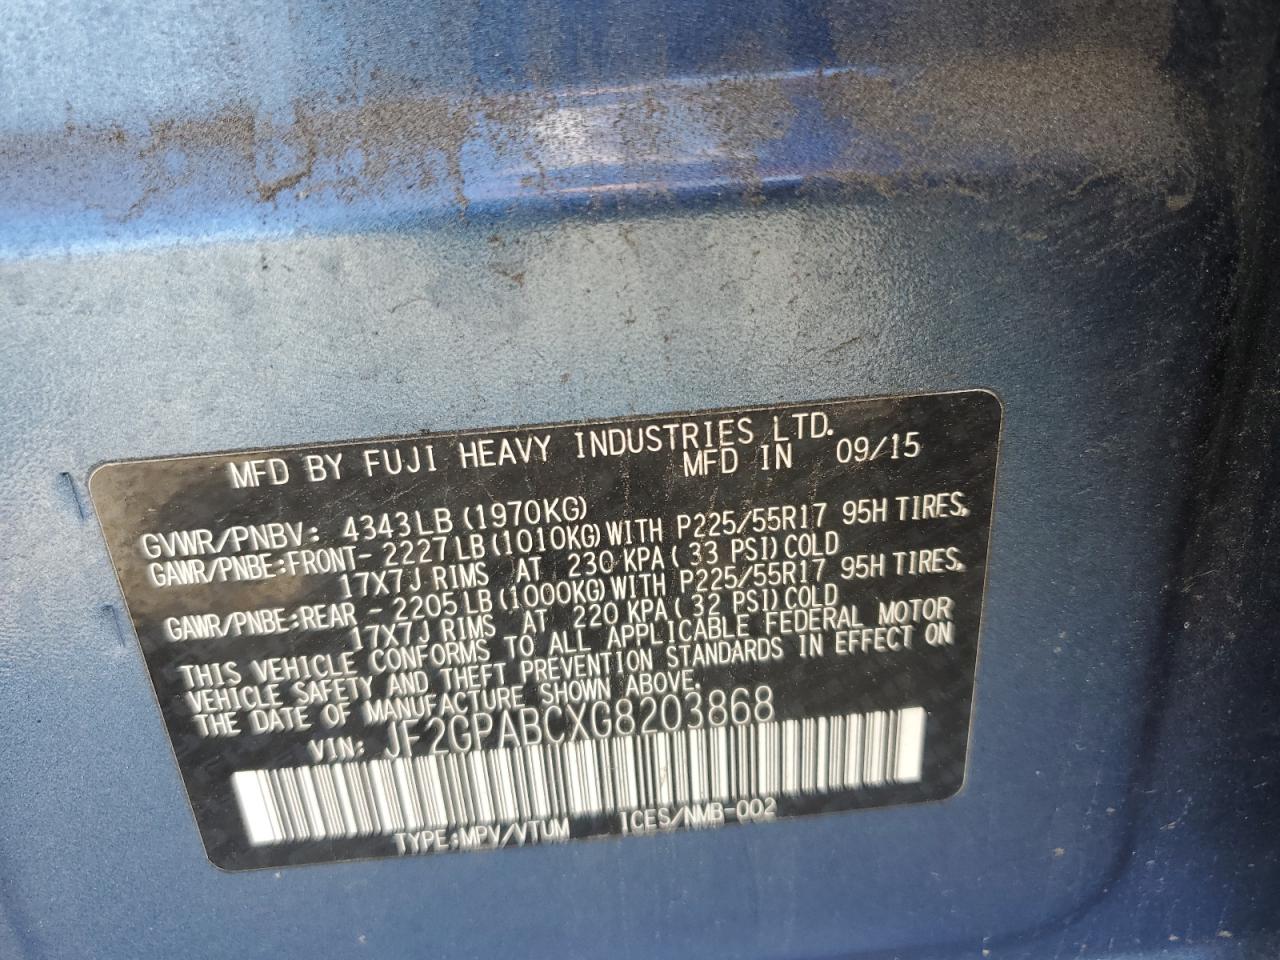 MFD BY FUJI HEAVY INDUSTRIES LTD.
MFD IN 09/15
GVWR/PNBV: 4343LB (1970KG)
GAWR/PNBE:FRONT- 2227LB (1010KG) WITH P225/55R17 95H TIRES.
17X7J RIMS AT 230 KPA ( 33 PSI) COLD
GAWR/PNBE:REAR - 2205LB (1000KG) WITH P225/55R17 95H TIRES.
17X7J RIMS AT 220 KPA ( 32 PSI) COLD
THIS VEHICLE CONFORMS TO ALL APPLICABLE FEDERAL MOTOR
VEHICLE SAFETY AND THEFT PREVENTION STANDARDS IN EFFECT ON
THE DATE OF MANUFACTURE SHOWN ABOVE.
VIN: JF2GPABCXG8203868
TYPE:MPV/VTUM ICES/NMB-002